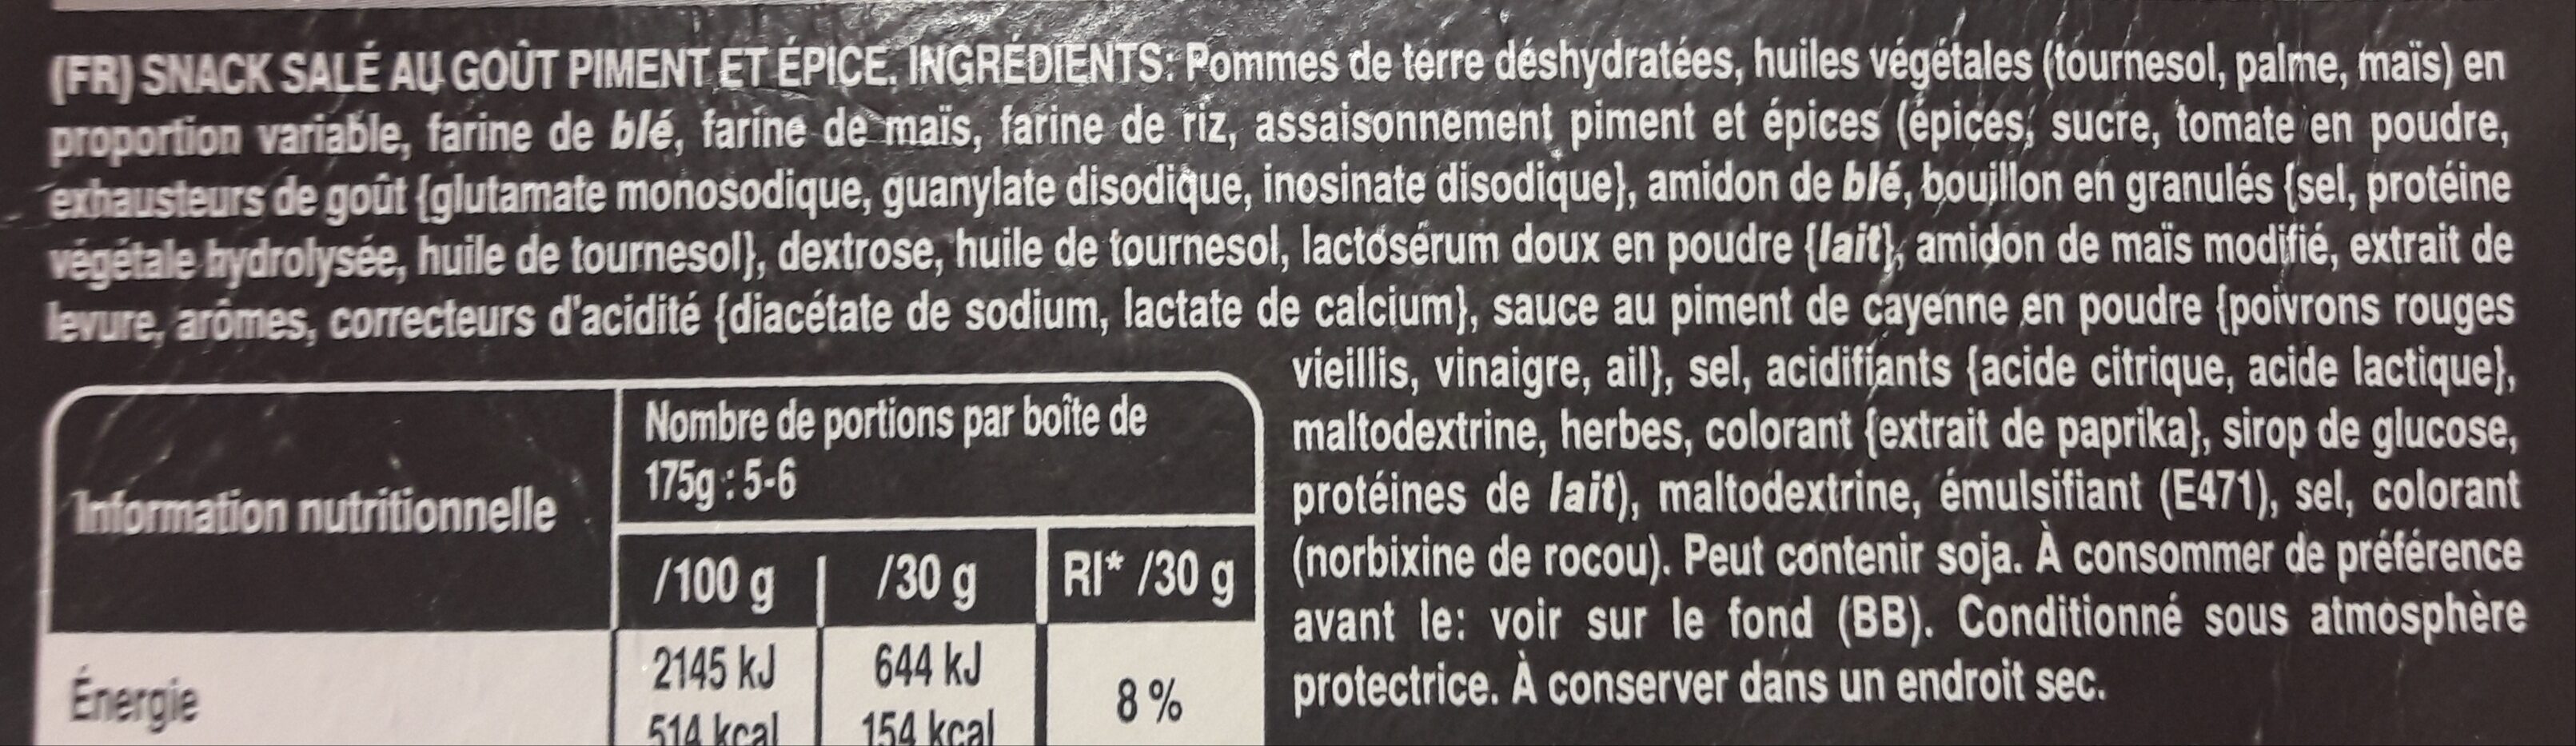 (FR) SNACK SALÉ AU GOÛT PIMENT ET ÉPICE. INGRÉDIENTS: Pommes de terre déshydratées, huiles végétales (tournesol, palme, maïs) en
proportion variable, farine de blé, farine de maïs, farine de riz, assaisonnement piment et épices (épices, sucre, tomate en poudre,
exhausteurs de goût {glutamate monosodique, guanylate disodique, inosinate disodique}, amidon de blé, bouillon en granulés {sel, protéine
végétale hydrolysée, huile de tournesol}, dextrose, huile de tournesol, lactosérum doux en poudre {lait}, amidon de maïs modifié, extrait de
levure, arômes, correcteurs d'acidité {diacétate de sodium, lactate de calcium}, sauce au piment de cayenne en poudre {poivrons rouges
vieillis, vinaigre, ail}, sel, acidifiants {acide citrique, acide lactique},
maltodextrine, herbes, colorant {extrait de paprika}, sirop de glucose,
protéines de lait), maltodextrine, émulsifiant (E471), sel, colorant
(norbixine de rocou). Peut contenir soja. À consommer de préférence
avant le: voir sur le fond (BB). Conditionné sous atmosphère
protectrice. À conserver dans un endroit sec.
Information nutritionnelle
Nombre de portions par boîte de
175g : 5-6
/100 g /30 g RI* /30 g
Énergie
2145 kJ 644 kJ
8 %
514 kcal 154 kcal